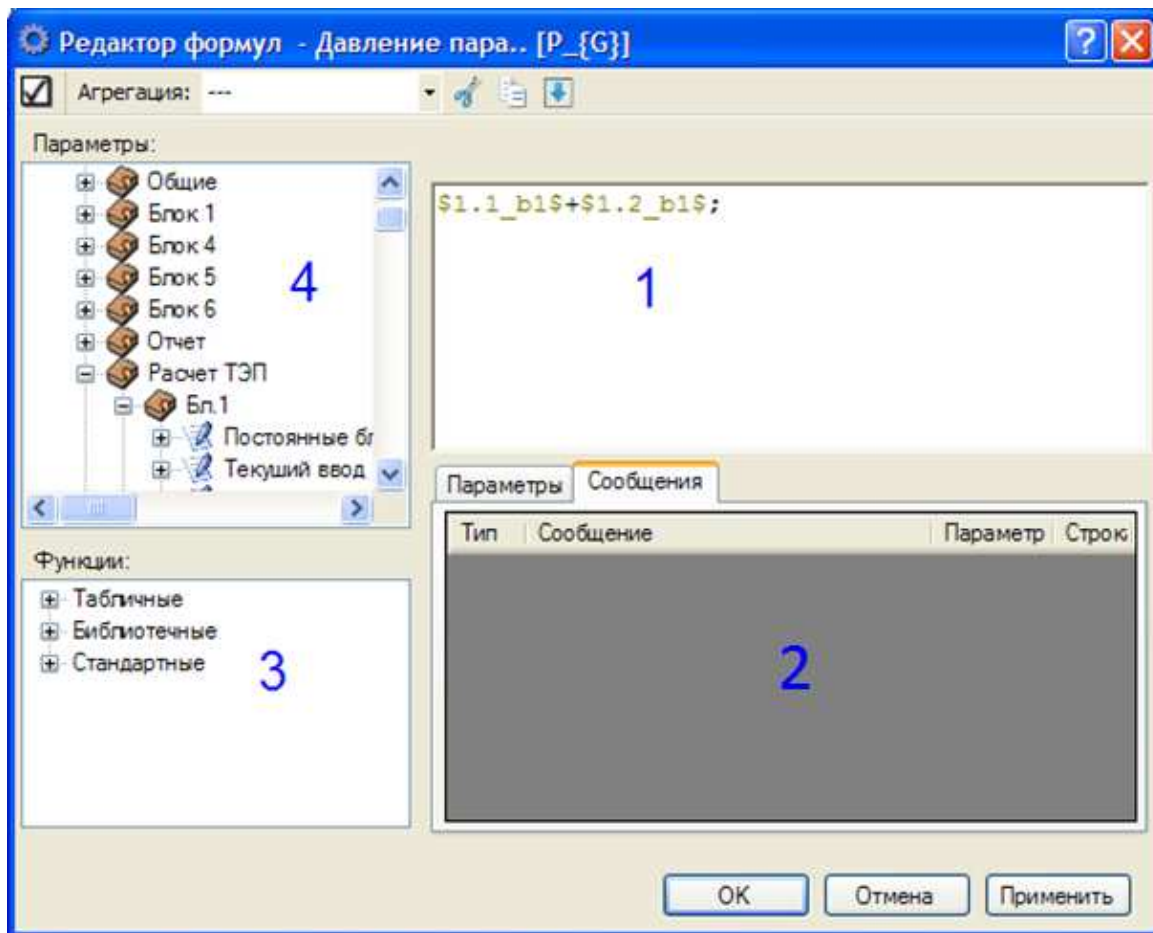 Редактор формул - Давление пара.. [P_{G}]
Агрегация: ---
Параметры:
Общие
Блок 1
Блок 4
Блок 5
Блок 6
Отчет
Расчет ТЭП
Бл.1
Постоянные бл
Текуший ввод
4
$1.1_b1$+$1.2_b1$;
1
Параметры Сообщения
Тип Сообщение Параметр Строк
2
Функции:
Табличные
Библиотечные
Стандартные
3
OK Отмена Применить